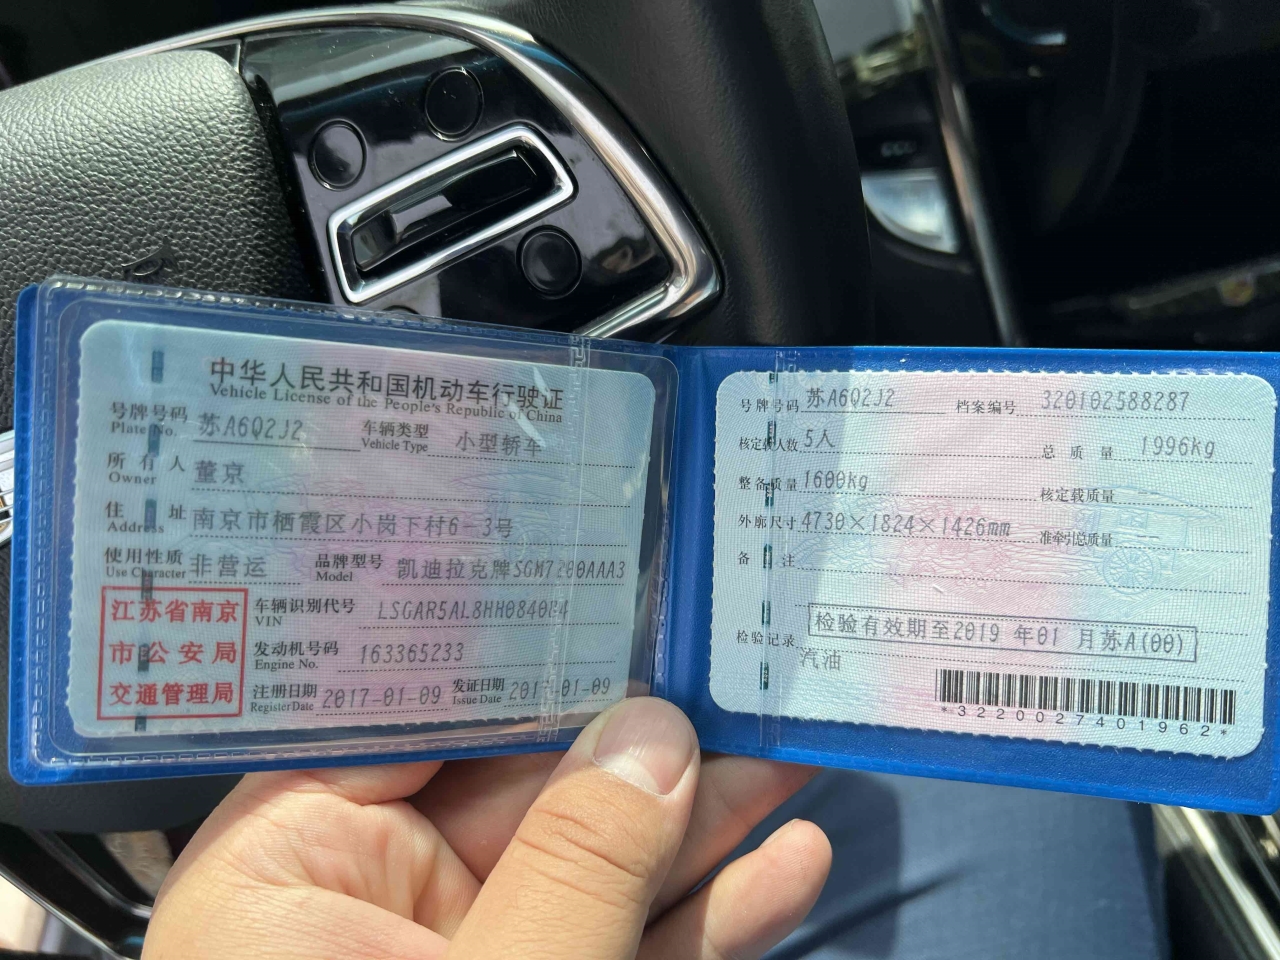 中华人民共和国机动车行驶证
Vehicle License of the People's Republic of China
号牌号码 苏A6Q2J2 车辆类型 小型轿车
Plate No. Vehicle Type
所有人 董京
Owner
住址 南京市栖霞区小岗下村6-3号
Address
使用性质 非营运 品牌型号 凯迪拉克牌SGM7200AAA3
Use Character Model
江苏省南京
市公安局
交通管理局
车辆识别代号
VIN
发动机号码 163365233
Engine No.
注册日期 2017-01-09 发证日期 2017-01-09
Register Date Issue Date
号牌号码 苏A6Q2J2 档案编号 320102588287
核定载人数 5人 总质量 1996kg
整备质量 1600kg 核定载质量
外廓尺寸 4730×1824×1426mm 准牵引总质量
备注
检验记录 检验有效期至2019 年01 月苏A(00)
汽油
*3220027401962*